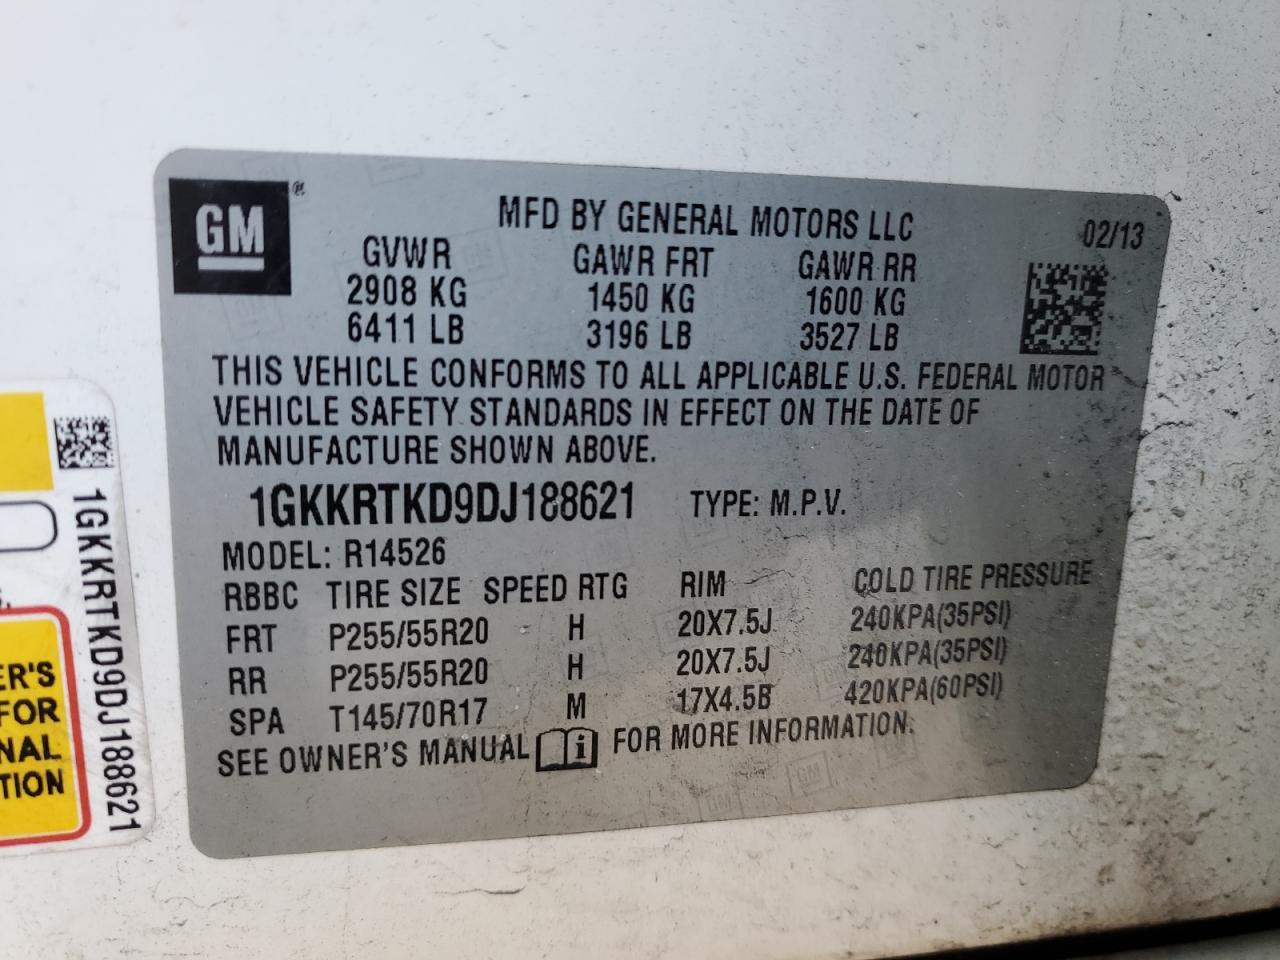 GM ®
MFD BY GENERAL MOTORS LLC 02/13
GVWR GAWR FRT GAWR RR
2908 KG 1450 KG 1600 KG
6411 LB 3196 LB 3527 LB
THIS VEHICLE CONFORMS TO ALL APPLICABLE U.S. FEDERAL MOTOR
VEHICLE SAFETY STANDARDS IN EFFECT ON THE DATE OF
MANUFACTURE SHOWN ABOVE.
1GKKRTKD9DJ188621 TYPE: M.P.V.
MODEL: R14526
RBBC TIRE SIZE SPEED RTG RIM COLD TIRE PRESSURE
FRT P255/55R20 H 20X7.5J 240KPA(35PSI)
RR P255/55R20 H 20X7.5J 240KPA(35PSI)
SPA T145/70R17 M 17X4.5B 420KPA(60PSI)
SEE OWNER'S MANUAL i FOR MORE INFORMATION.
1GKKRTKD9DJ188621
ER'S
FOR
NAL
TION